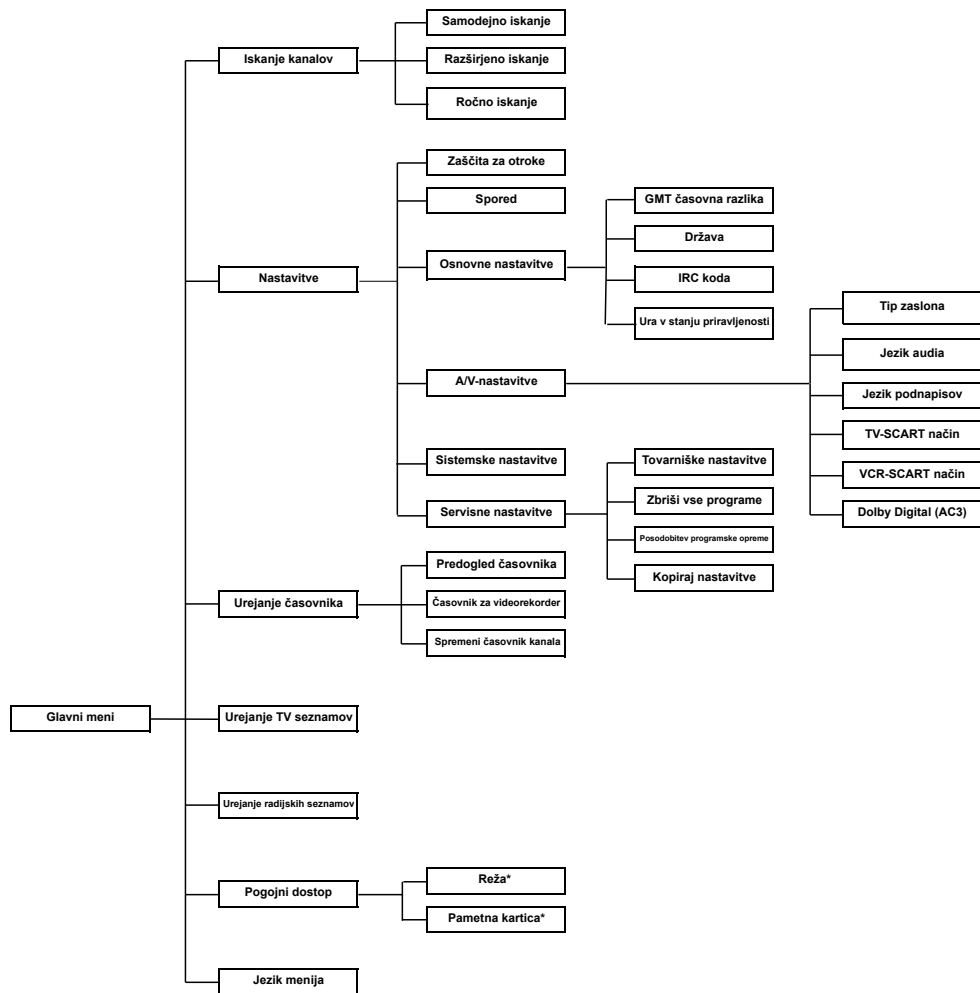 Samodejno iskanje
Iskanje kanalov
Razširjeno iskanje
Ročno iskanje
Zaščita za otroke
Spored
GMT časovna razlika
Država
Osnovne nastavitve
Nastavitve
IRC koda
Ura v stanju priravljenosti
Tip zaslona
Jezik audia
A/V-nastavitve
Jezik podnapisov
TV-SCART način
VCR-SCART način
Dolby Digital (AC3)
Sistemske nastavitve
Tovarniške nastavitve
Zbriši vse programe
Servisne nastavitve
Posodobitev programske opreme
Kopiraj nastavitve
Predogled časovnika
Urejanje časovnika
Časovnik za videorekorder
Spremeni časovnik kanala
Glavni meni
Urejanje TV seznamov
Urejanje radijskih seznamov
Reža*
Pogojni dostop
Pametna kartica*
Jezik menija